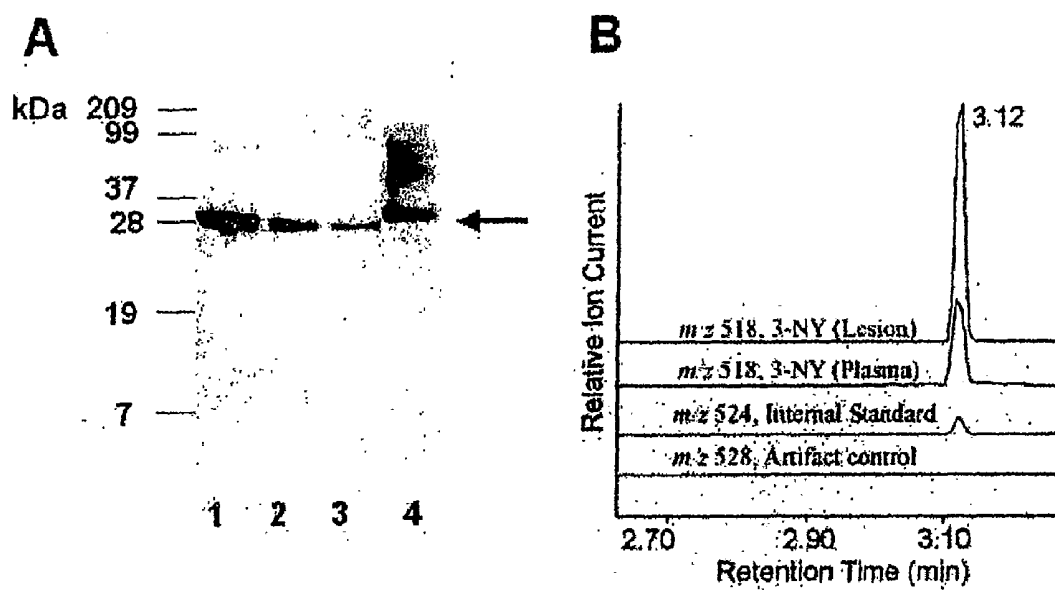 A
kDa 209
99
37
28
19
7
1 2 3 4
B
3.12
Relative Ion Current
m/z 518, 3-NY (Lesion)
m/z 518, 3-NY (Plasma)
m/z 524, Internal Standard
m/z 528, Artifact control
2.70 2.90 3.10
Retention Time (min)